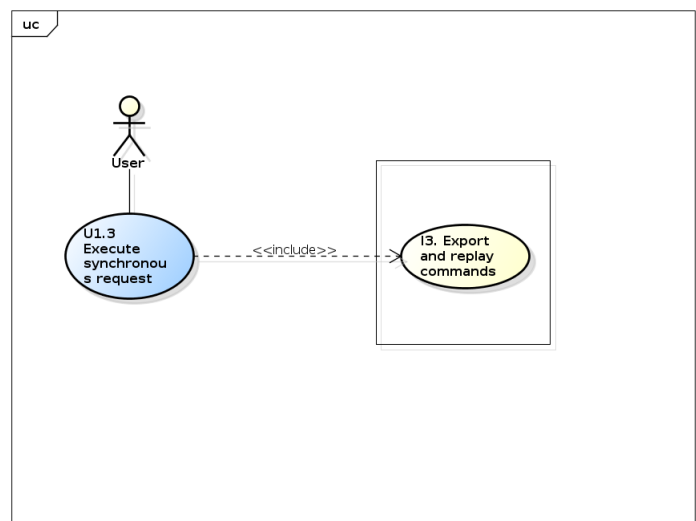 uc
User
U1.3
Execute
synchronou
s request
<<include>>
I3. Export
and replay
commands